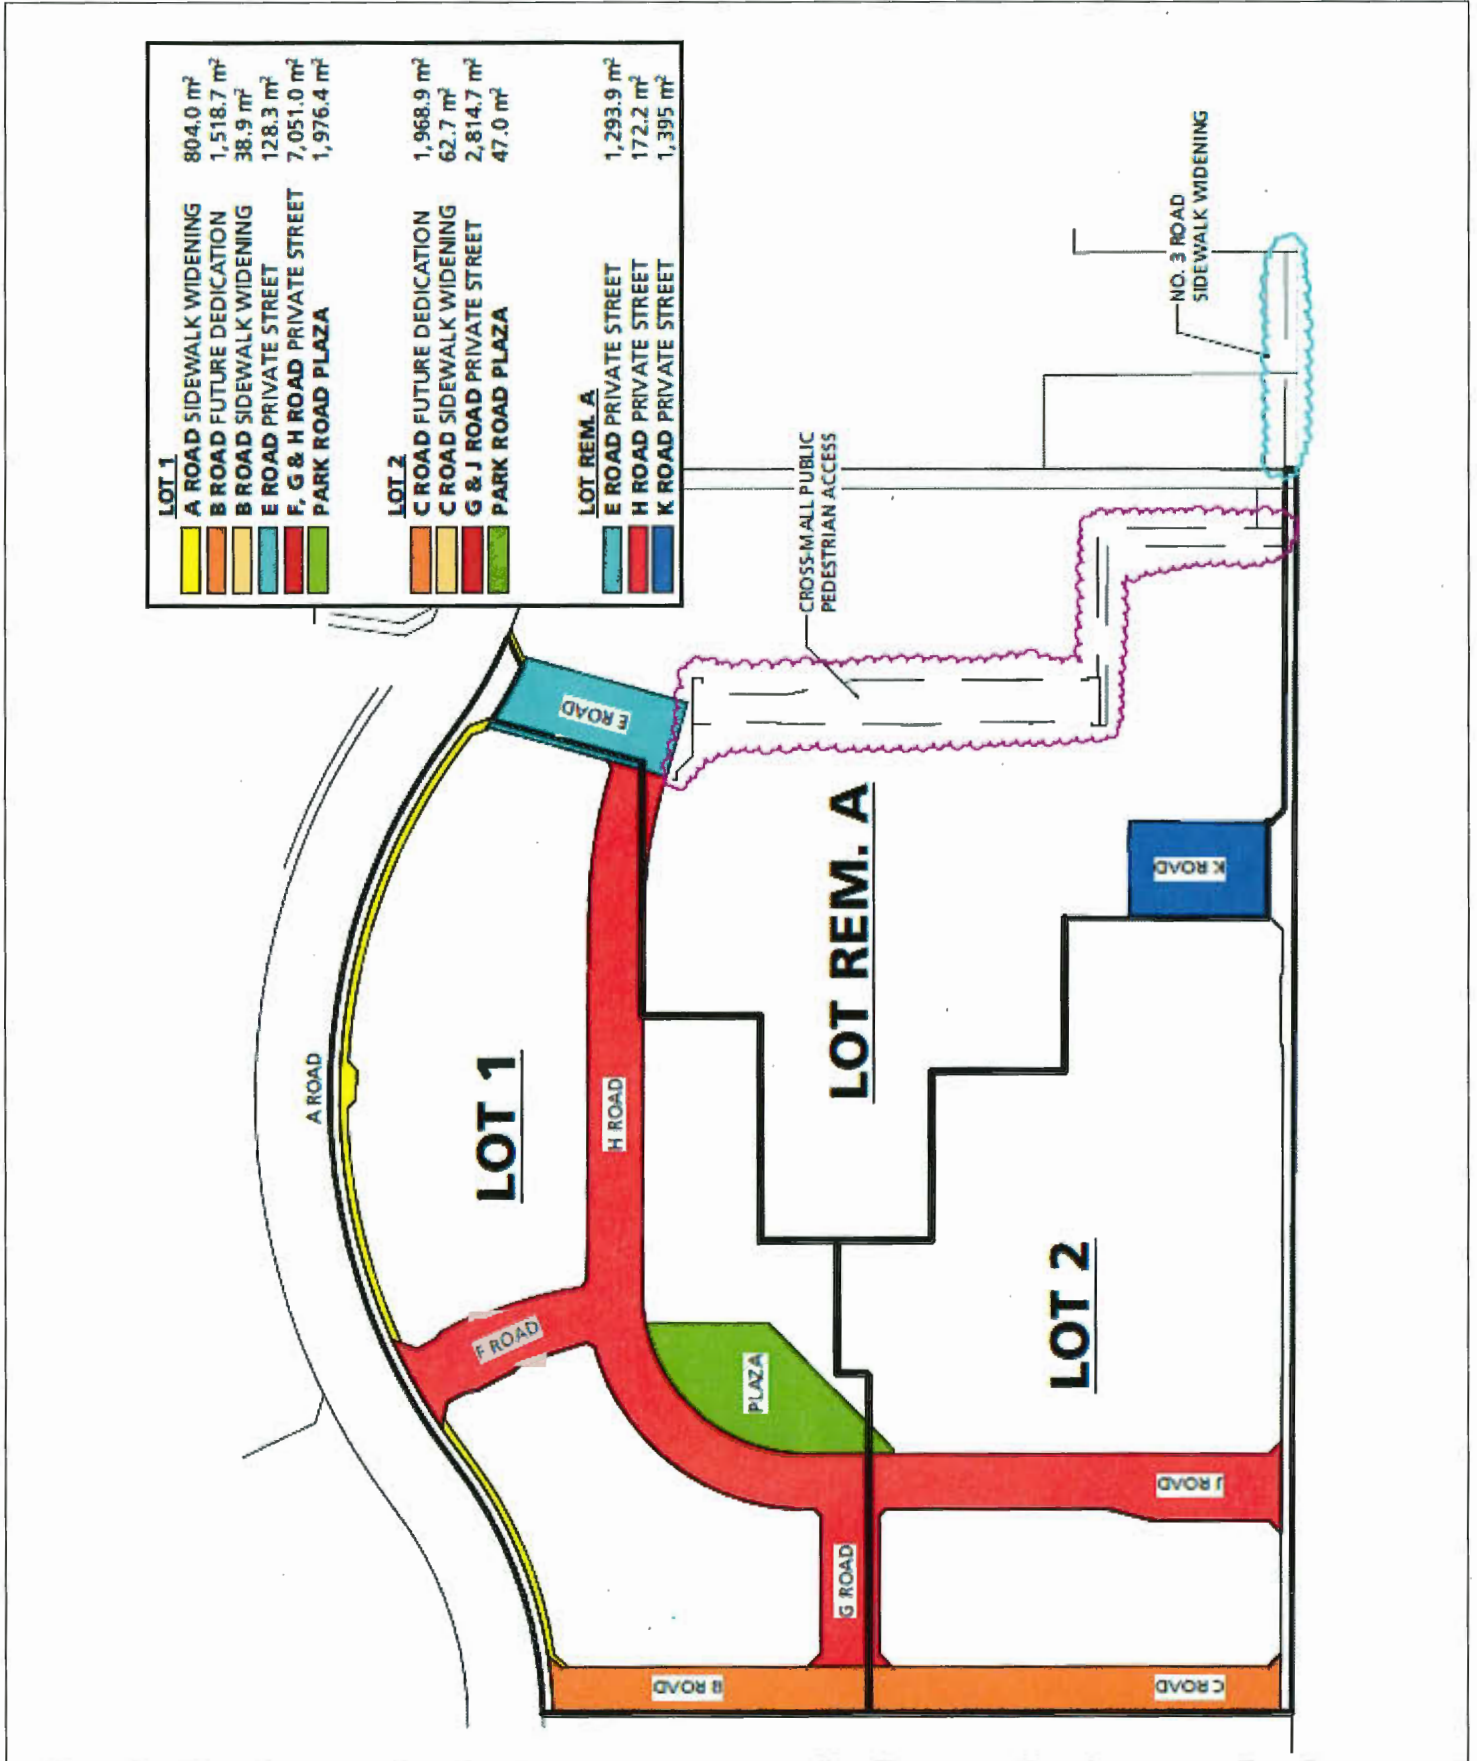 LOT 1
A ROAD SIDEWALK WIDENING 804.0 m²
B ROAD FUTURE DEDICATION 1,518.7 m²
B ROAD SIDEWALK WIDENING 38.9 m²
E ROAD PRIVATE STREET 128.3 m²
F, G & H ROAD PRIVATE STREET 7,051.0 m²
PARK ROAD PLAZA 1,976.4 m²
LOT 2
C ROAD FUTURE DEDICATION 1,968.9 m²
C ROAD SIDEWALK WIDENING 62.7 m²
G & J ROAD PRIVATE STREET 2,814.7 m²
PARK ROAD PLAZA 47.0 m²
LOT REM. A
E ROAD PRIVATE STREET 1,293.9 m²
H ROAD PRIVATE STREET 172.2 m²
K ROAD PRIVATE STREET 1,395 m²
A ROAD
E ROAD
LOT 1
F ROAD
H ROAD
B ROAD
PLAZA
G ROAD
CROSS-MALL PUBLIC
PEDESTRIAN ACCESS
LOT REM. A
LOT 2
K ROAD
J ROAD
C ROAD
NO. 3 ROAD
SIDEWALK WIDENING